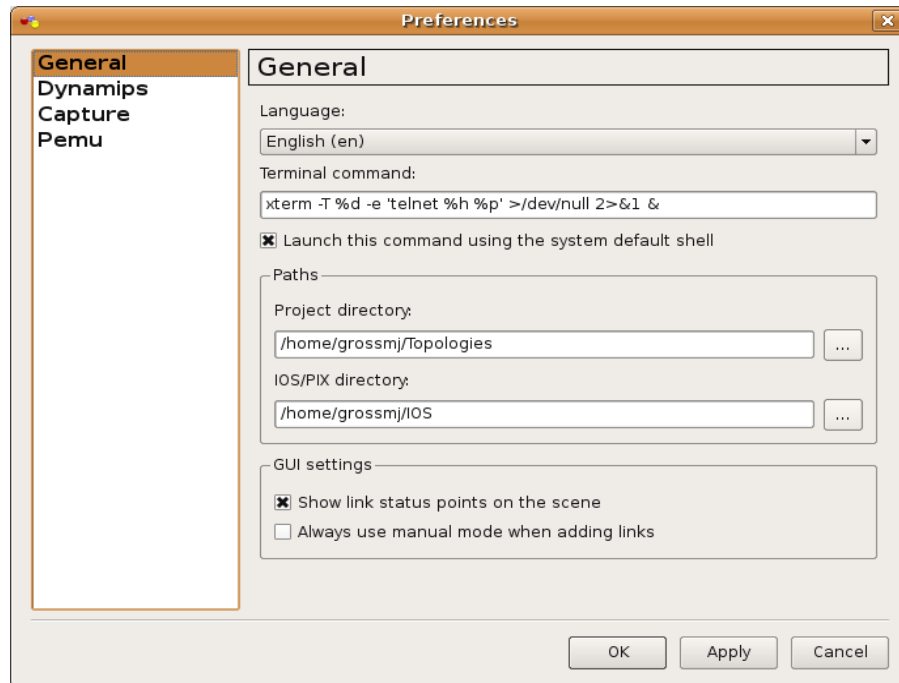 Preferences
General
Dynamips
Capture
Pemu
General
Language:
English (en)
Terminal command:
xterm -T %d -e 'telnet %h %p' >/dev/null 2>&1 &
Launch this command using the system default shell
Paths
Project directory:
/home/grossmj/Topologies
...
IOS/PIX directory:
/home/grossmj/IOS
...
GUI settings
Show link status points on the scene
Always use manual mode when adding links
OK
Apply
Cancel